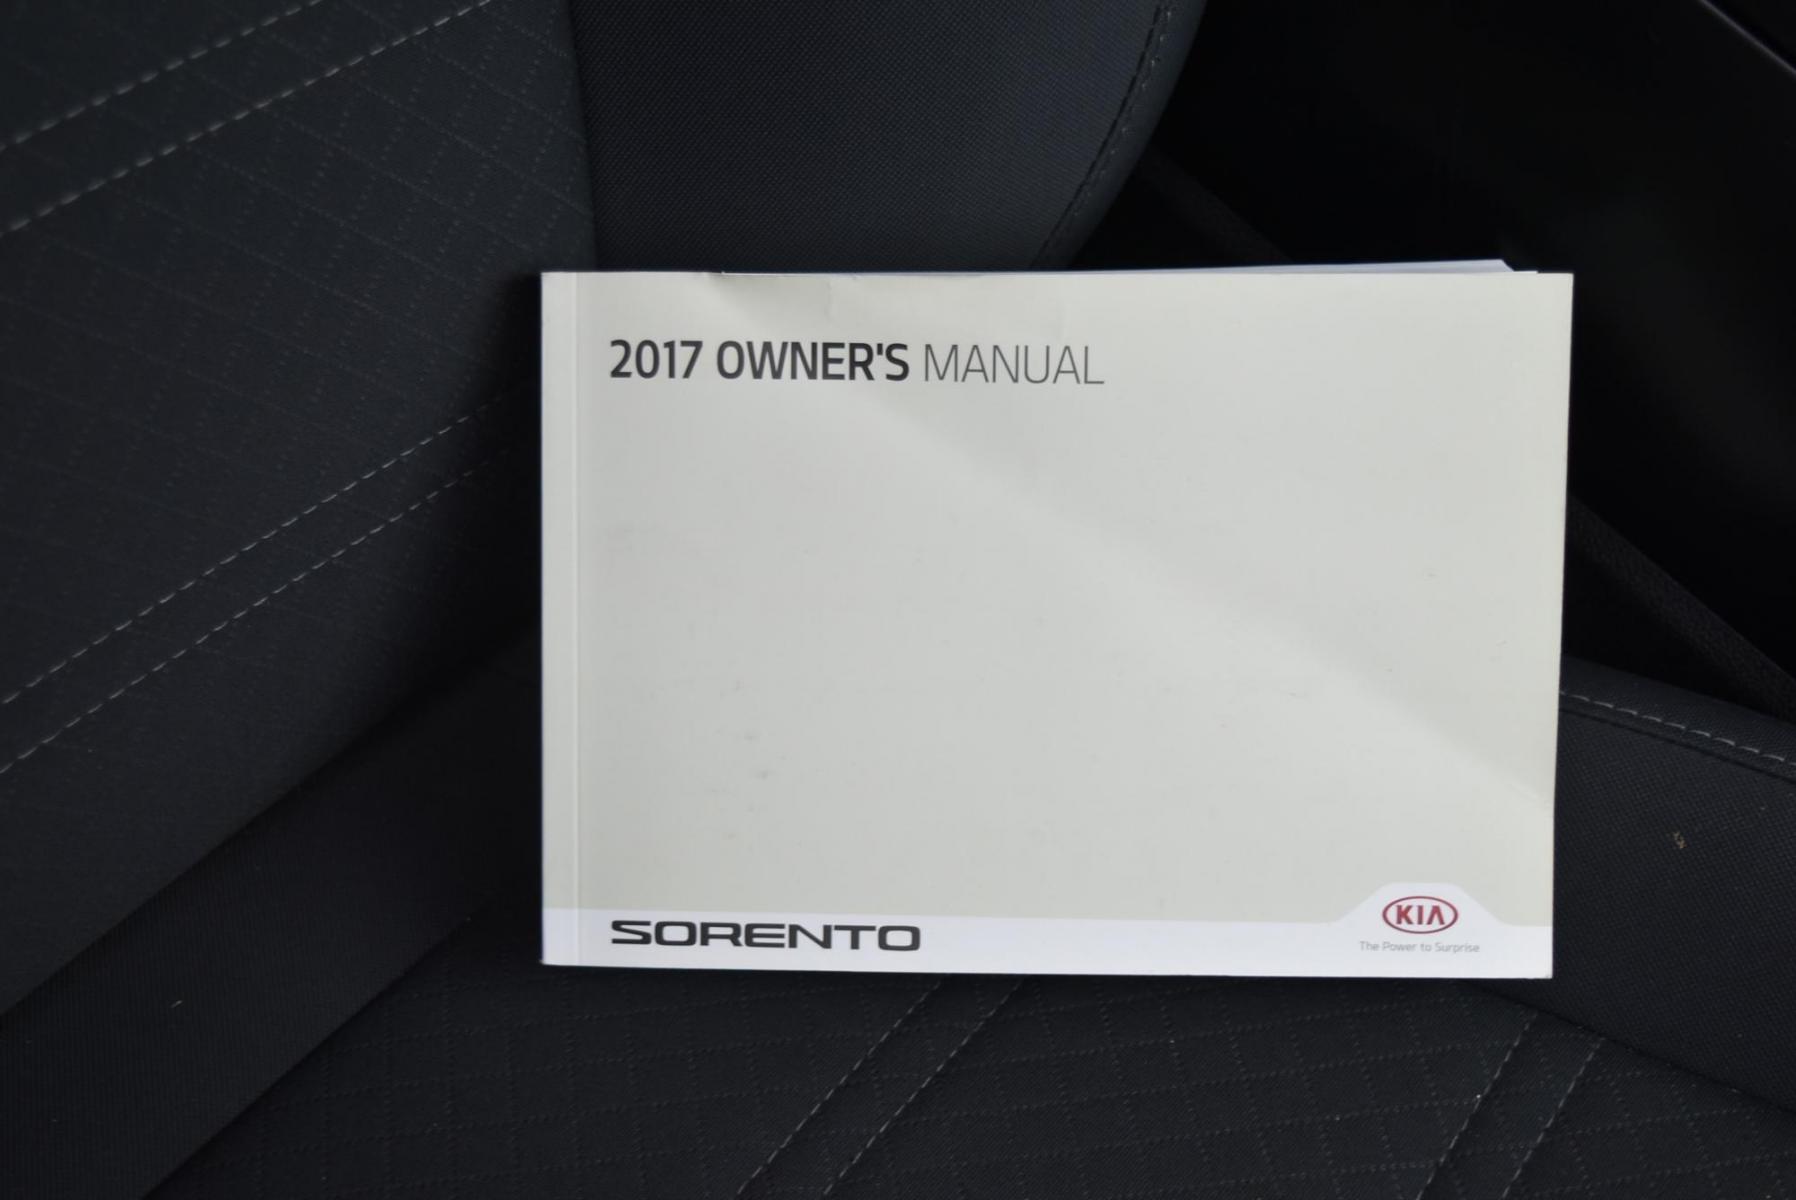 2017 OWNER'S MANUAL
SORENTO
KIA
The Power to Surprise